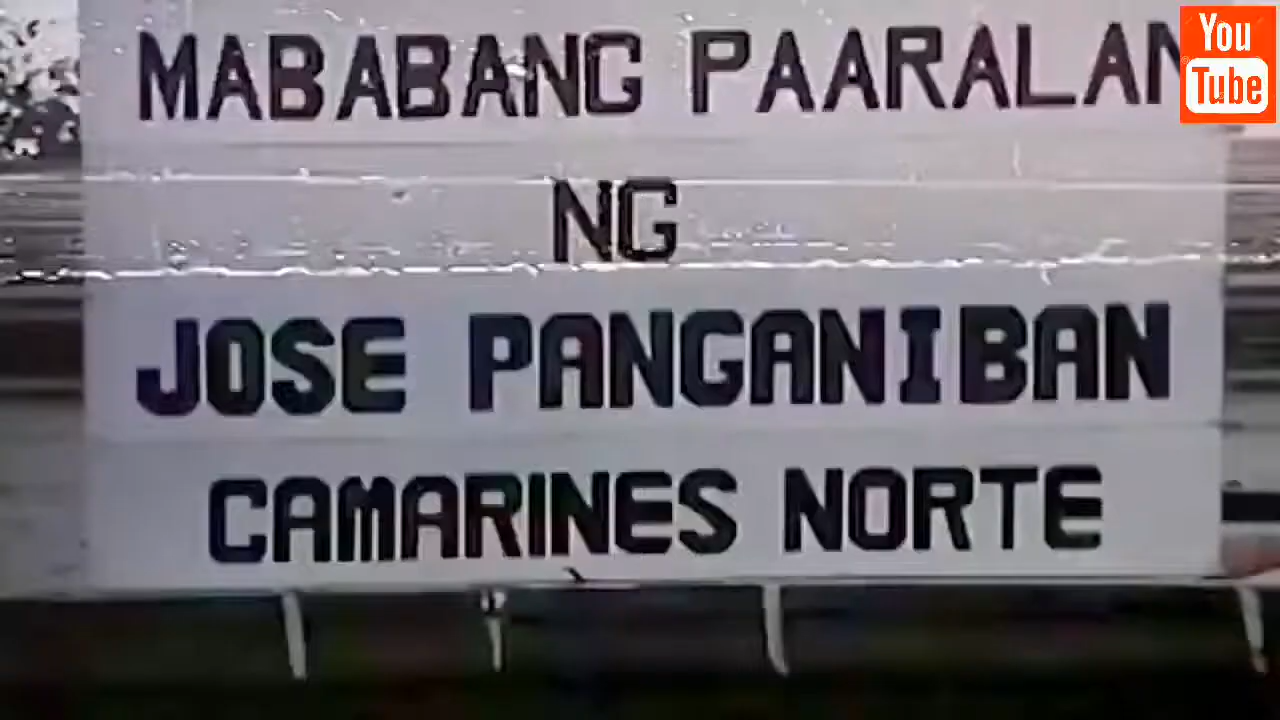 MABABANG PAARALAN
NG
JOSE PANGANIBAN
CAMARINES NORTE
You
Tube